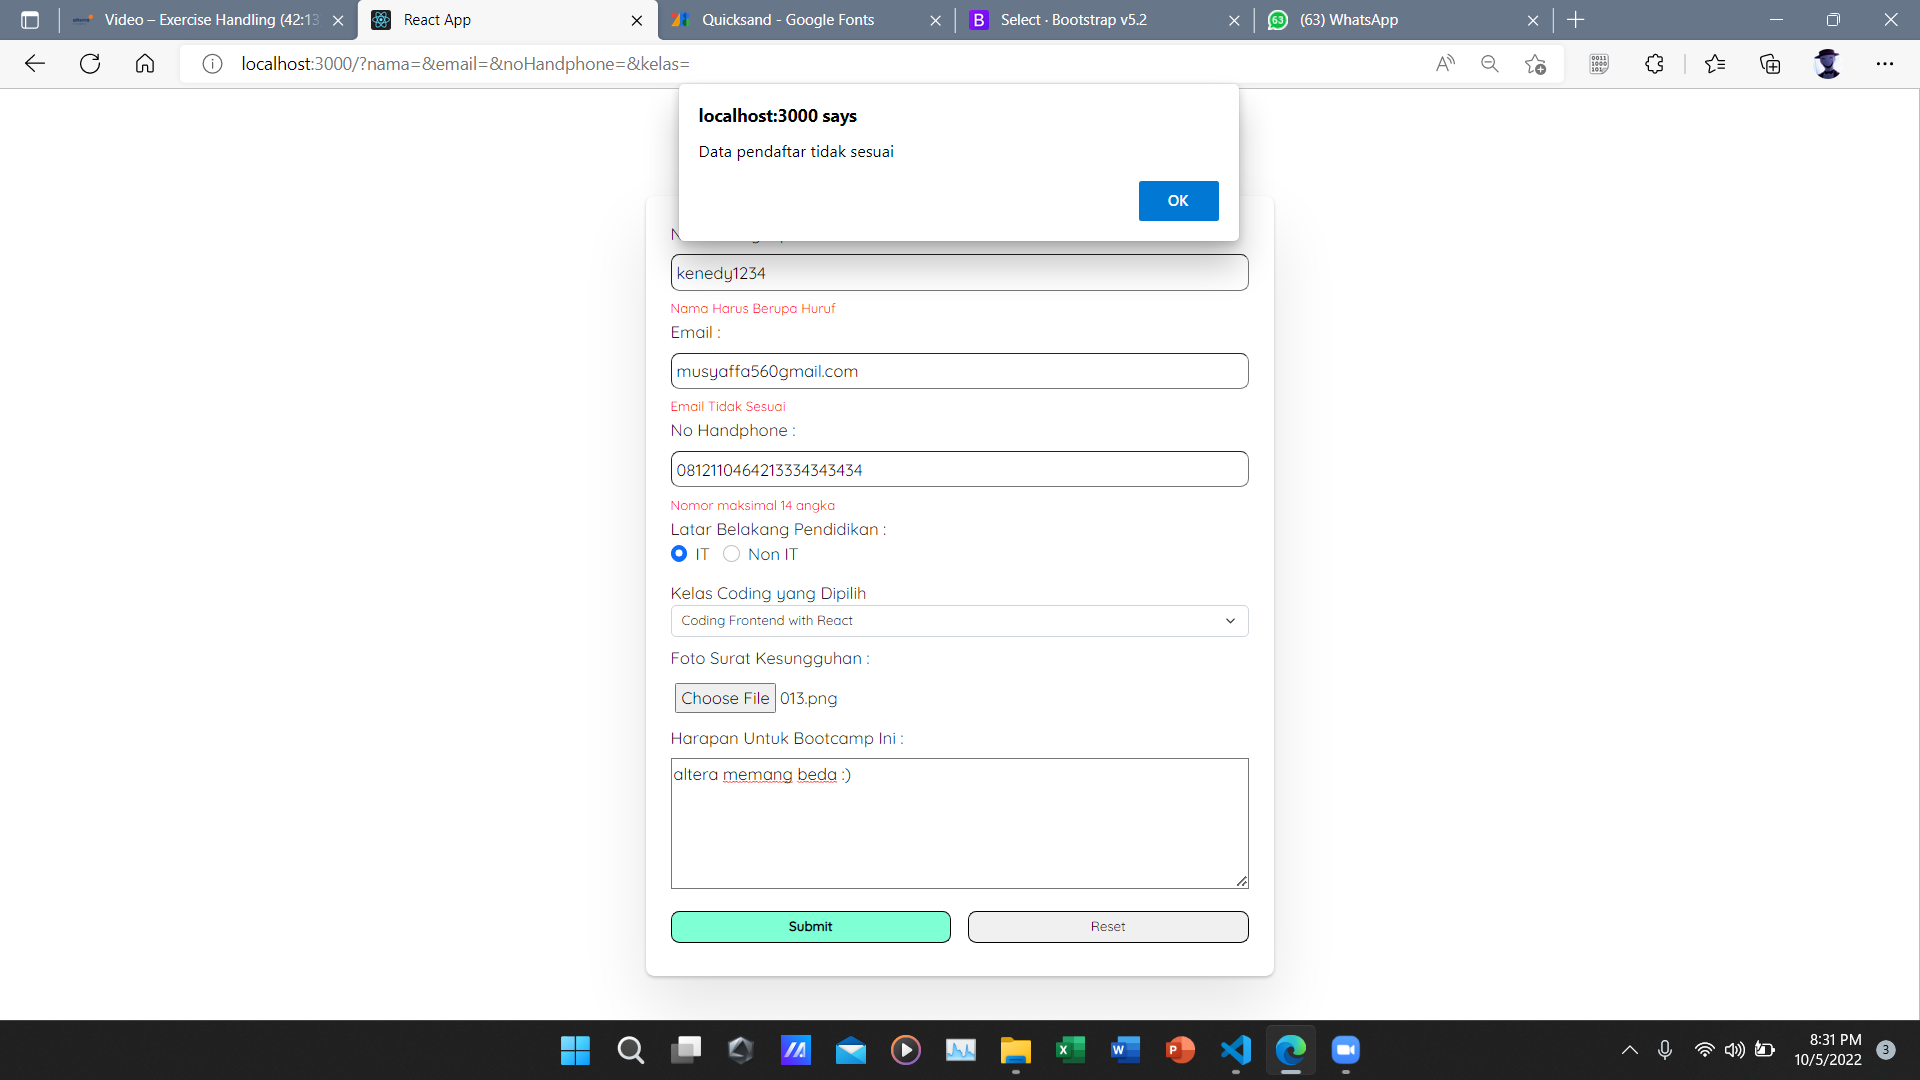 Video – Exercise Handling (42:13
React App
Quicksand - Google Fonts
B
Select · Bootstrap v5.2
63
(63) WhatsApp
localhost:3000/?nama=&email=&noHandphone=&kelas=
localhost:3000 says
Data pendaftar tidak sesuai
OK
kenedy1234
Nama Harus Berupa Huruf
Email :
musyaffa560gmail.com
Email Tidak Sesuai
No Handphone :
0812110464213334343434
Nomor maksimal 14 angka
Latar Belakang Pendidikan :
IT
Non IT
Kelas Coding yang Dipilih
Coding Frontend with React
Foto Surat Kesungguhan :
Choose File 013.png
Harapan Untuk Bootcamp Ini :
altera memang beda :)
Submit
Reset
8:31 PM
10/5/2022
3